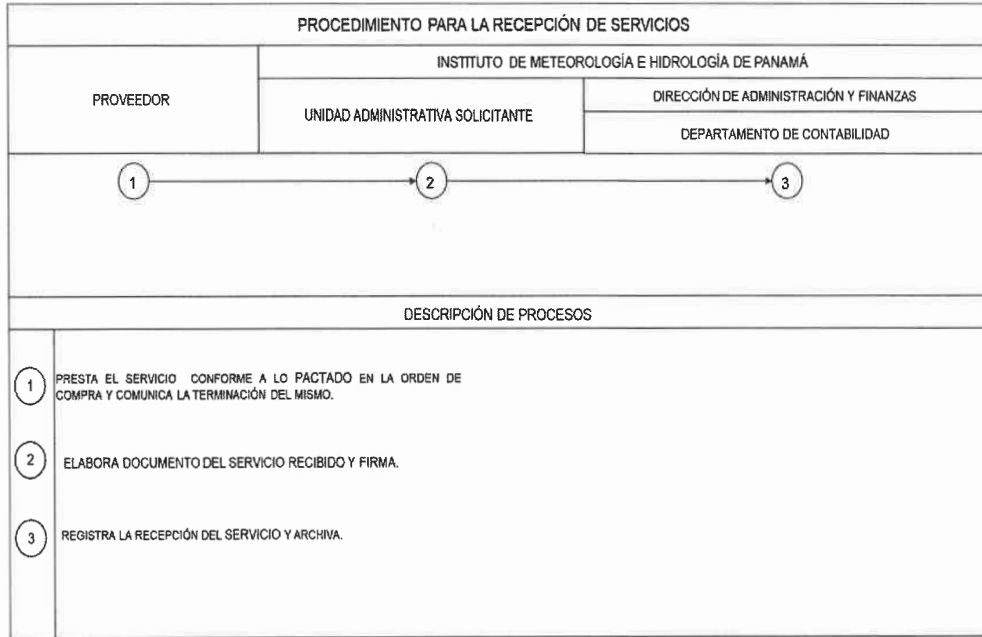 PROCEDIMIENTO PARA LA RECEPCIÓN DE SERVICIOS
PROVEEDOR
INSTITUTO DE METEOROLOGÍA E HIDROLOGÍA DE PANAMÁ
UNIDAD ADMINISTRATIVA SOLICITANTE
DIRECCIÓN DE ADMINISTRACIÓN Y FINANZAS
DEPARTAMENTO DE CONTABILIDAD
1
2
3
DESCRIPCIÓN DE PROCESOS
1
PRESTA EL SERVICIO CONFORME A LO PACTADO EN LA ORDEN DE
COMPRA Y COMUNICA LA TERMINACIÓN DEL MISMO.
2
ELABORA DOCUMENTO DEL SERVICIO RECIBIDO Y FIRMA.
3
REGISTRA LA RECEPCIÓN DEL SERVICIO Y ARCHIVA.